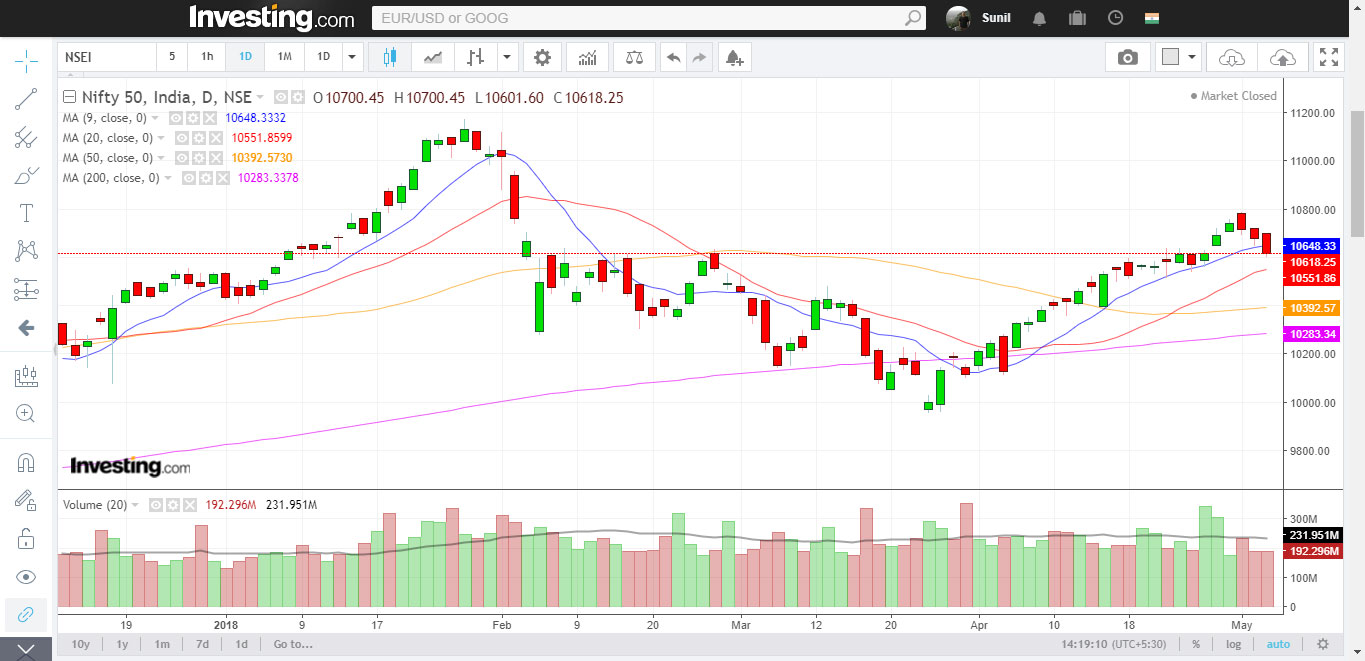 Investing.com EUR/USD or GOOG Sunil
NSEI 5 1h 1D 1M 1D
Nifty 50, India, D, NSE O10700.45 H10700.45 L10601.60 C10618.25
Market Closed
MA (9, close, 0) 10648.3332
MA (20, close, 0) 10551.8599
MA (50, close, 0) 10392.5730
MA (200, close, 0) 10283.3378
11200.00
11000.00
10800.00
10648.33
10618.25
10551.86
10392.57
10283.34
10200.00
10000.00
9800.00
Investing.com
Volume (20) 192.296M 231.951M
300M
231.951M
192.296M
100M
0
19 2018 9 17 Feb 9 20 Mar 12 20 Apr 10 18 May
10y 1y 1m 7d 1d Go to... 14:19:10 (UTC+5:30) % log auto